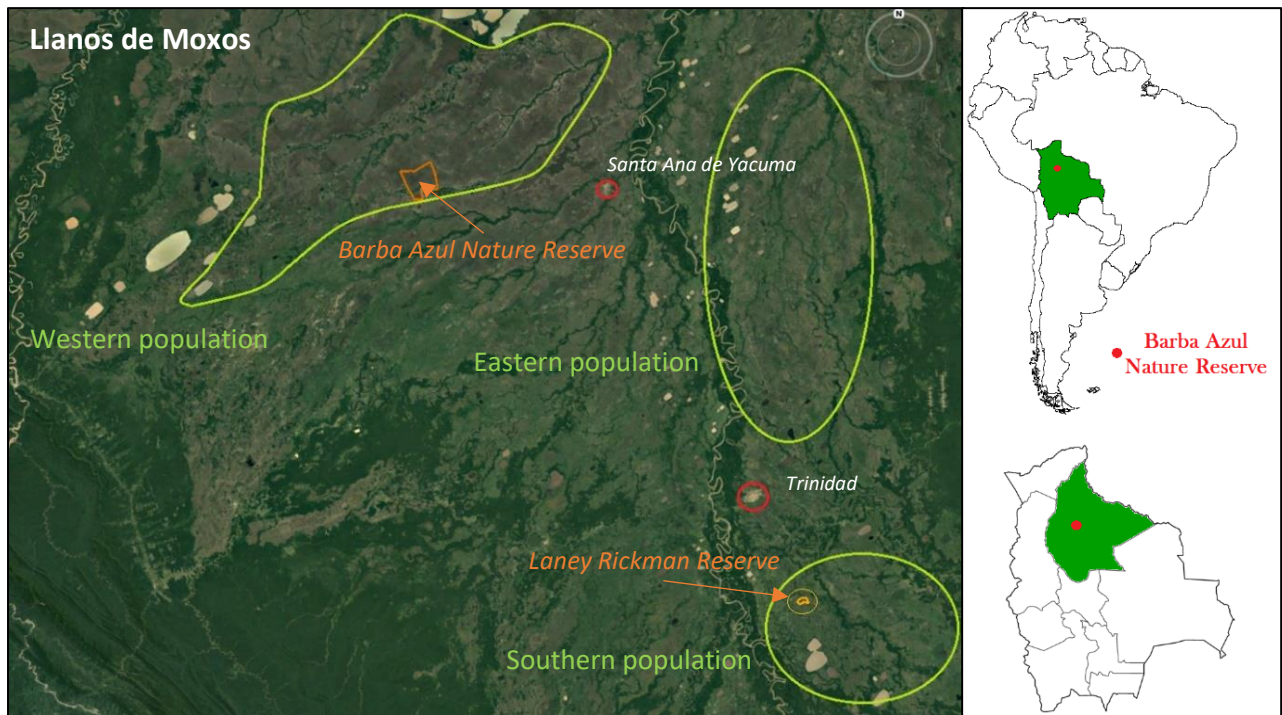 Llanos de Moxos
N
Santa Ana de Yacuma
Barba Azul Nature Reserve
Western population
Eastern population
Trinidad
Laney Rickman Reserve
Southern population
Barba Azul
Nature Reserve